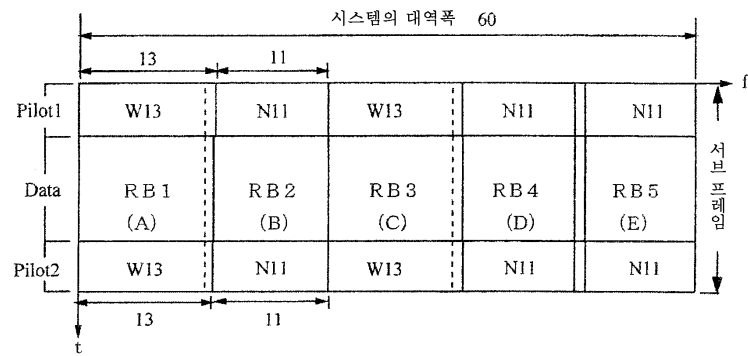 시스템의 대역폭 60
13 11
f
Pilot1 W13 N11 W13 N11 N11
Data RB1 RB2 RB3 RB4 RB5
(A) (B) (C) (D) (E)
서브 프레임
Pilot2 W13 N11 W13 N11 N11
13 11
t